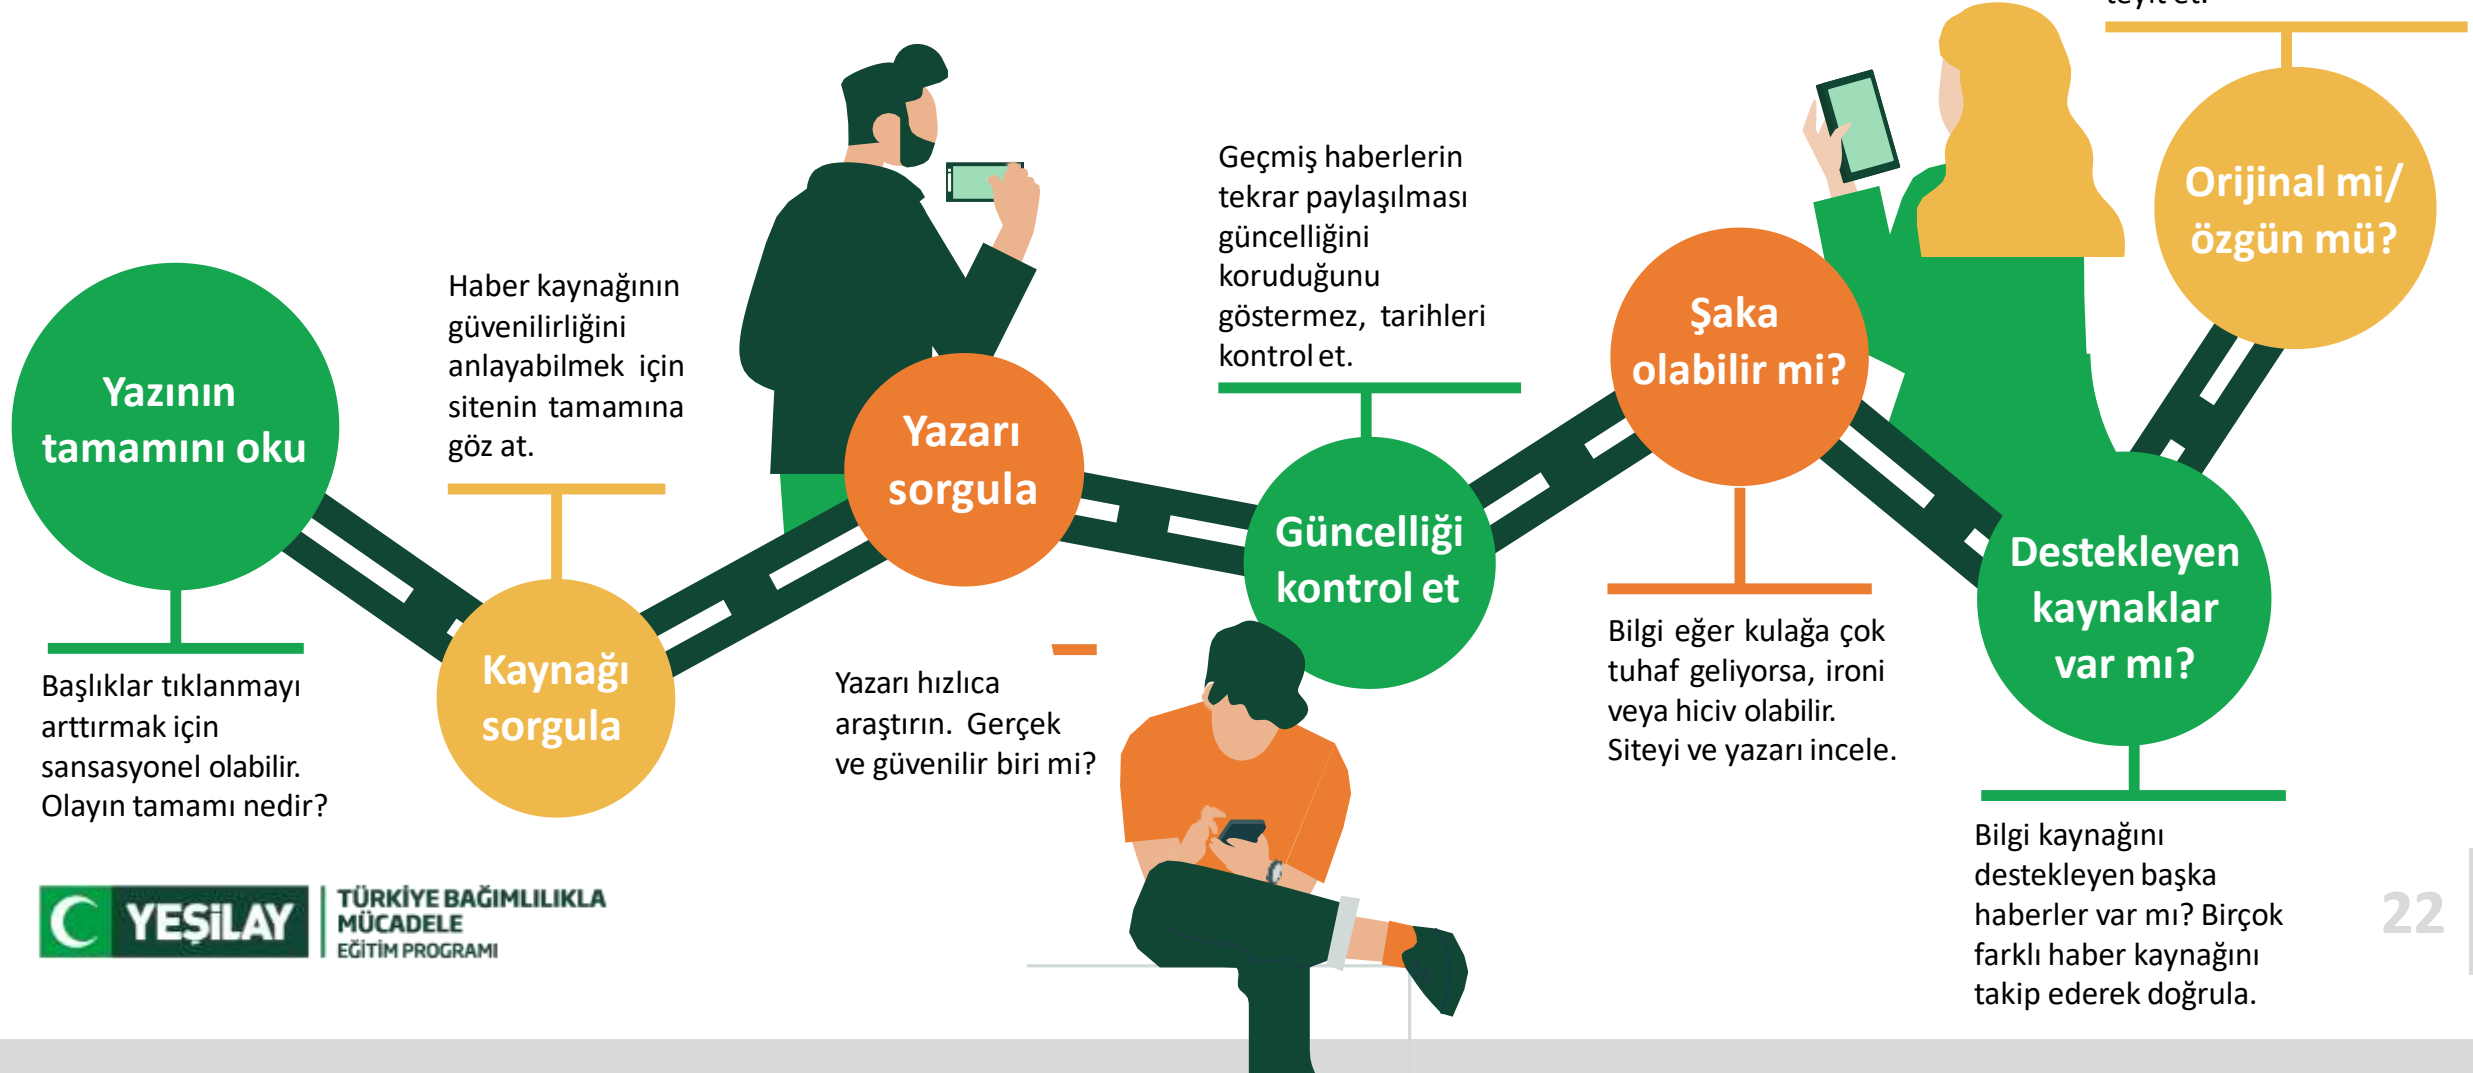 Yazının
tamamını oku
Başlıklar tıklanmayı
arttırmak için
sansasyonel olabilir.
Olayın tamamı nedir?
Haber kaynağının
güvenilirliğini
anlayabilmek için
sitenin tamamına
göz at.
Kaynağı
sorgula
Yazarı
sorgula
Yazarı hızlıca
araştırın. Gerçek
ve güvenilir biri mi?
Geçmiş haberlerin
tekrar paylaşılması
güncelliğini
koruduğunu
göstermez, tarihleri
kontrol et.
Güncelliği
kontrol et
Şaka
olabilir mi?
Bilgi eğer kulağa çok
tuhaf geliyorsa, ironi
veya hiciv olabilir.
Siteyi ve yazarı incele.
Destekleyen
kaynaklar
var mı?
Bilgi kaynağını
destekleyen başka
haberler var mı? Birçok
farklı haber kaynağını
takip ederek doğrula.
teyit et.
Orijinal mi/
özgün mü?
YEŞİLAY
TÜRKİYE BAĞIMLILIKLA
MÜCADELE
EĞİTİM PROGRAMI
22